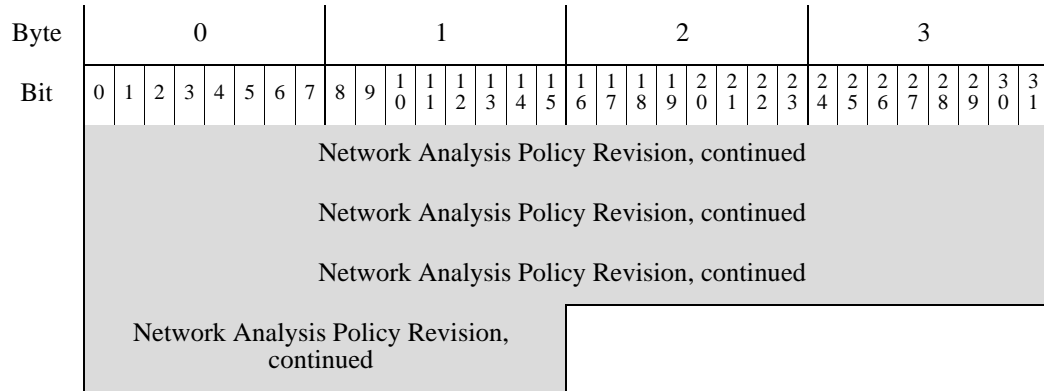 Byte 0 1 2 3
Bit 0 1 2 3 4 5 6 7 8 9 10 11 12 13 14 15 16 17 18 19 20 21 22 23 24 25 26 27 28 29 30 31
Network Analysis Policy Revision, continued
Network Analysis Policy Revision, continued
Network Analysis Policy Revision, continued
Network Analysis Policy Revision,
continued